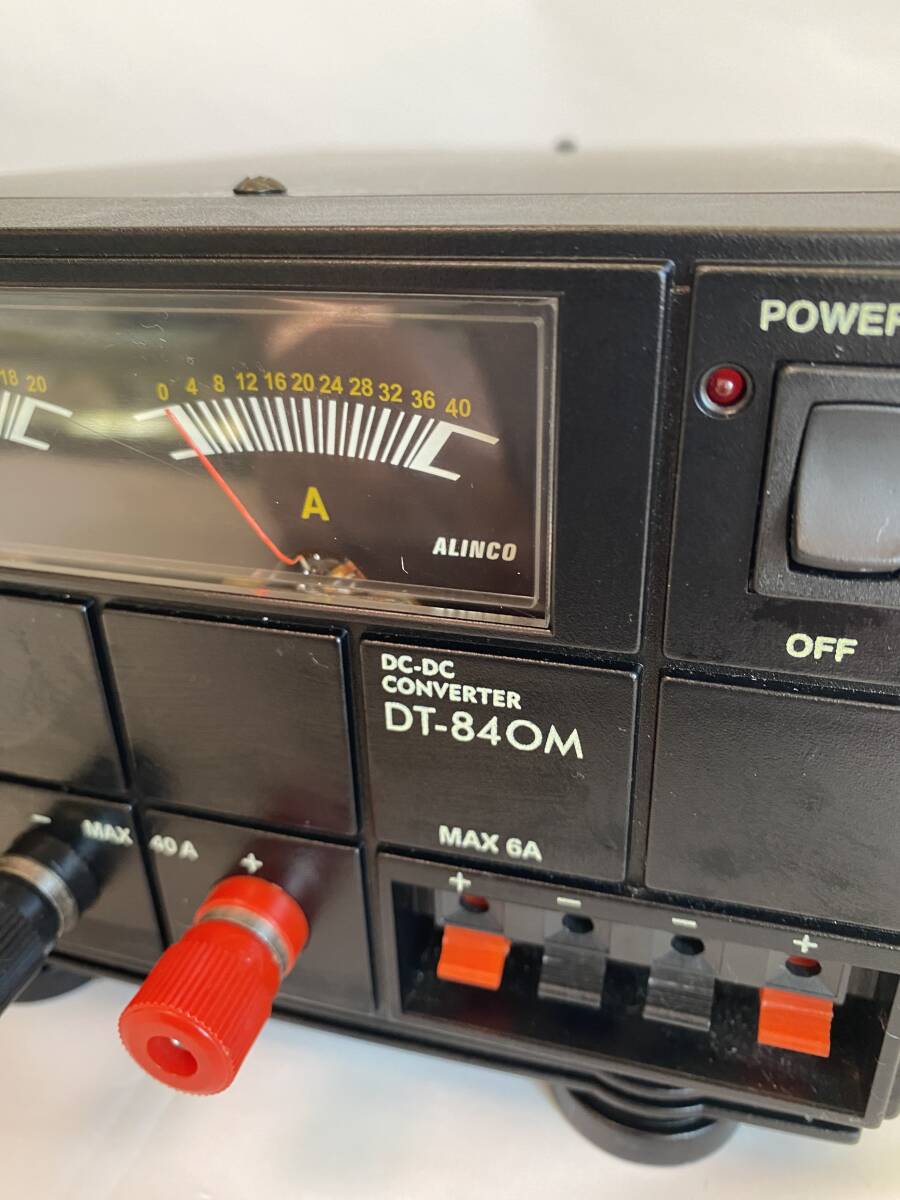 18 20
0 4 8 12 16 20 24 28 32 36 40
A
ALINCO
POWER
OFF
DC-DC
CONVERTER
DT-840M
- MAX 40A +
MAX 6A
+ - - +